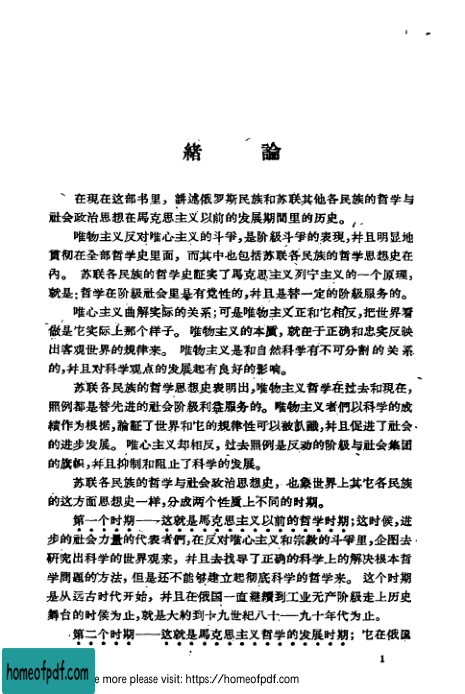 緒 論
在現在这部书里，講述俄罗斯民族和苏联其他各民族的哲学与
社会政治思想在馬克思主义以前的发展期間里的历史。
唯物主义反对唯心主义的斗爭，是阶級斗爭的表現，幷且明显地
貫彻在全部哲学史里面，而其中也包括苏联各民族的哲学思想史在
內。 苏联各民族的哲学史証实了馬克思主义列宁主义的一个原理，
就是：哲学在阶級社会里是有党性的，幷且是替一定的阶級服务的。
唯心主义曲解实际的关系；可是唯物主义正和它相反，把世界看
做是它实际上那个样子。 唯物主义的本質，就在于正确和忠实反映
出客观世界的規律来。 唯物主义是和自然科学有不可分割的关系
的，幷且对科学观点的发展起有良好的影响。
苏联各民族的哲学思想史表明出，唯物主义哲学在过去和現在，
照例都是替先进的社会阶級利益服务的。唯物主义者們以科学的成
績作为根据，論証了世界和它的規律性可以被認識，幷且促进了社会
的进步发展。 唯心主义却相反，过去照例是反动的阶級与社会集团
的旗帜，幷且抑制和阻止了科学的发展。
苏联各民族的哲学与社会政治思想史，也象世界上其它各民族
的这方面思想史一样，分成两个性質上不同的时期。
第一个时期——这就是馬克思主义以前的哲学时期；这时侯，进
步的社会力量的代表者們，在反对唯心主义和宗教的斗爭里，企图去
研究出科学的世界观来，幷且去找寻了正确的科学上的解决根本哲
学問題的方法，但是还不能够建立起彻底科学的哲学来。 这个时期
是从远古时代开始，幷且在俄国一直繼續到工业无产阶級走上历史
舞台的时侯为止，就是大約到十九世紀八十——九十年代为止。
第二个时期——这就是馬克思主义哲学的发展时期；它在俄国
1
homeofpdf.com
e more please visit: https://homeofpdf.com